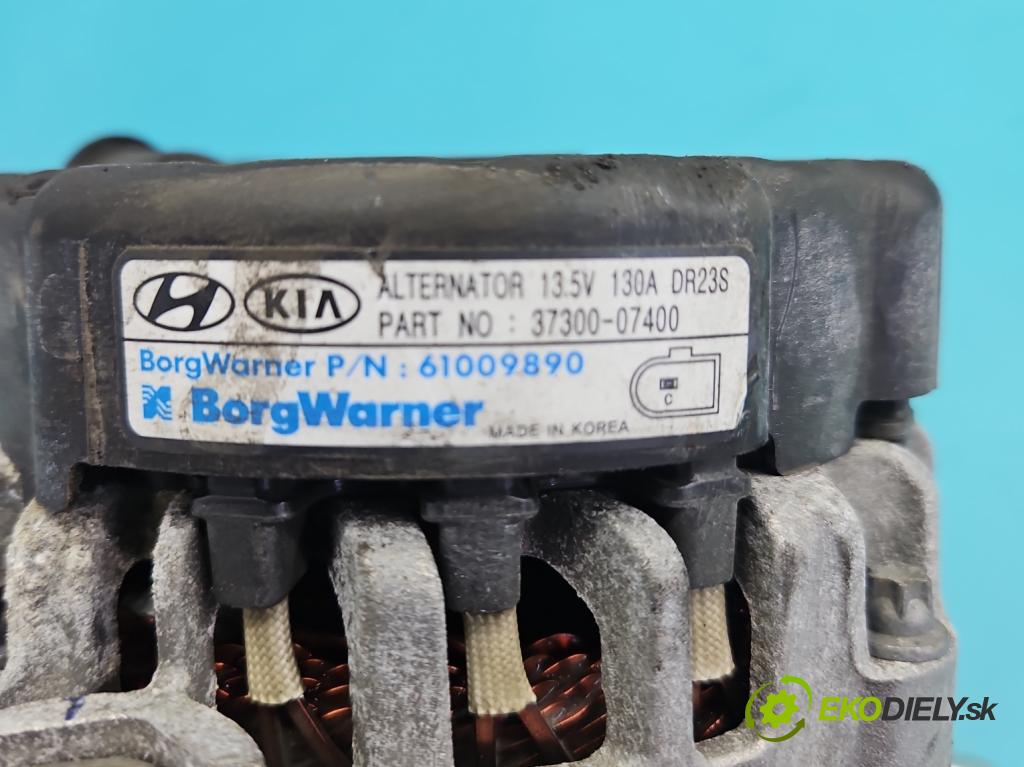 KIA
ALTERNATOR 13.5V 130A DR23S
PART NO : 37300-07400
BorgWarner P/N : 61009890
C
BorgWarner
MADE IN KOREA
EKODIELY.sk